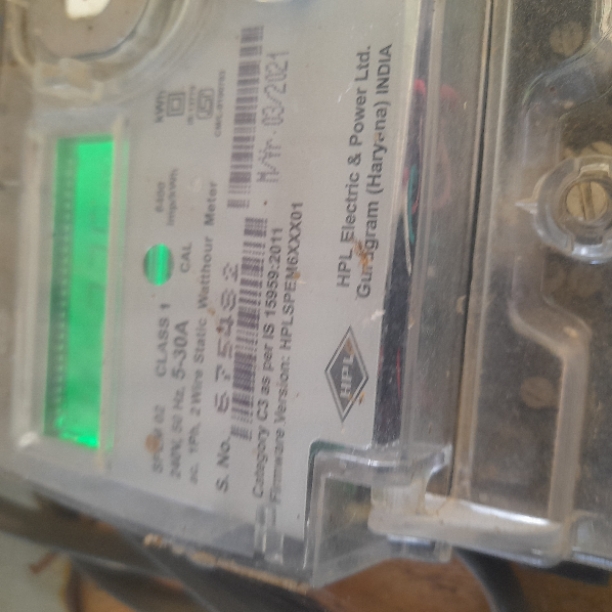 kWh
6400
imp/kWh
CAL
SPEM 02 CLASS 1
240V, 50 Hz, 5-30A
ac. 1Ph, 2 Wire Static Watthour Meter
S. No.
M/Yr. 03/2021
Category C3 as per IS 15959:2011
Firmware Version: HPLSPEM6XXX01
HPL
HPL Electric & Power Ltd.
Gurugram (Haryana) INDIA